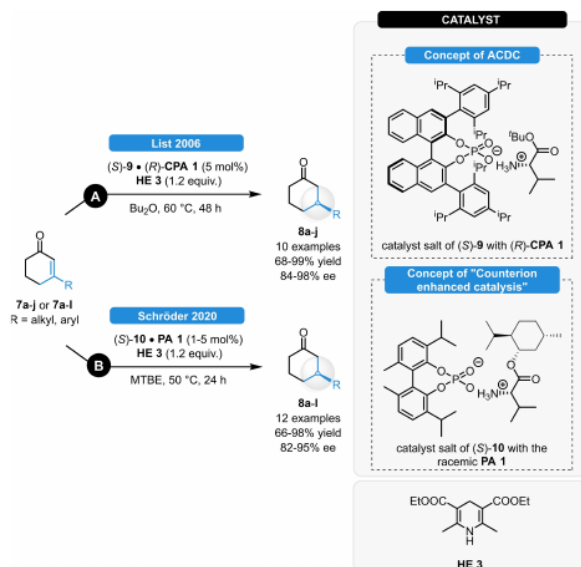 CATALYST
Concept of ACDC
List 2006
(S)-9 • (R)-CPA 1 (5 mol%)
HE 3 (1.2 equiv.)
A
Bu₂O, 60 °C, 48 h
O
R
8a-j
10 examples
68-99% yield
84-98% ee
ⁱPr
ⁱPr
ⁱPr
O
O
P
O
O
⊖
ⁱPr
ⁱPr
ⁱPr
ᵗBuO
O
H₃N
⊕
catalyst salt of (S)-9 with (R)-CPA 1
O
R
7a-j or 7a-l
R = alkyl, aryl
Concept of "Counterion
enhanced catalysis"
Schröder 2020
(S)-10 • PA 1 (1-5 mol%)
HE 3 (1.2 equiv.)
B
MTBE, 50 °C, 24 h
O
R
8a-l
12 examples
66-98% yield
82-95% ee
O
O
P
O
O
⊖
O
O
H₃N
⊕
catalyst salt of (S)-10 with the
racemic PA 1
EtOOC
COOEt
N
H
HE 3